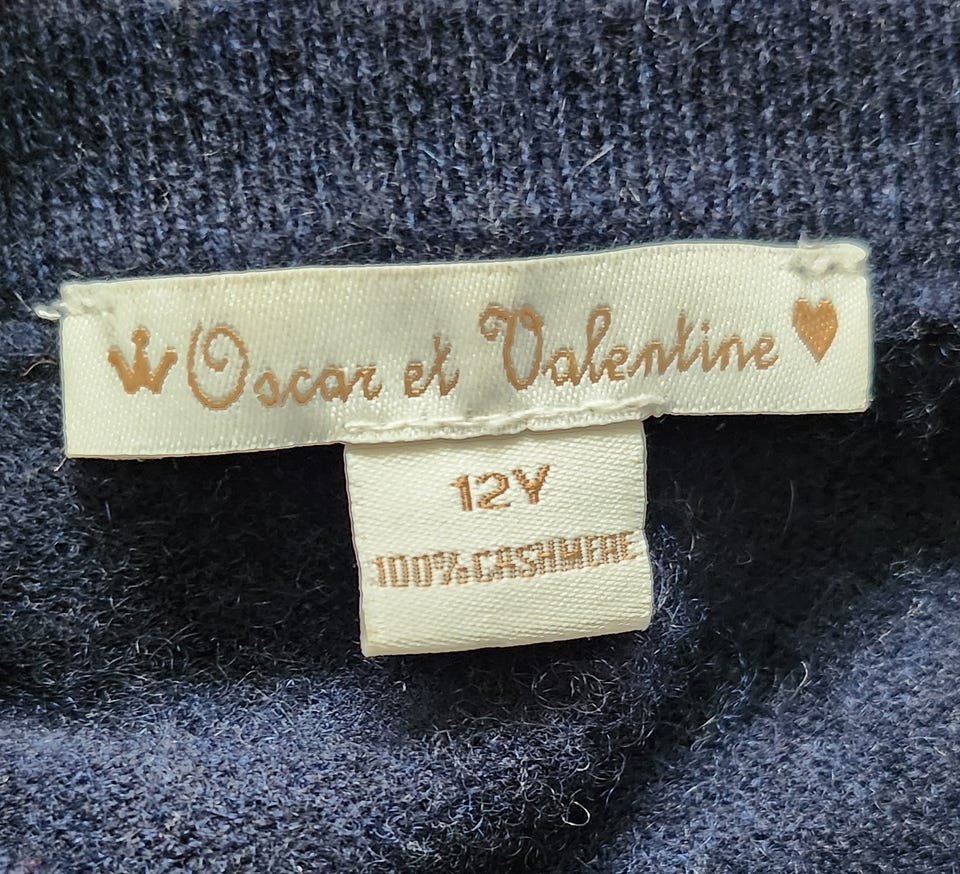 Oscar et Valentine
12Y
100%CASHMERE